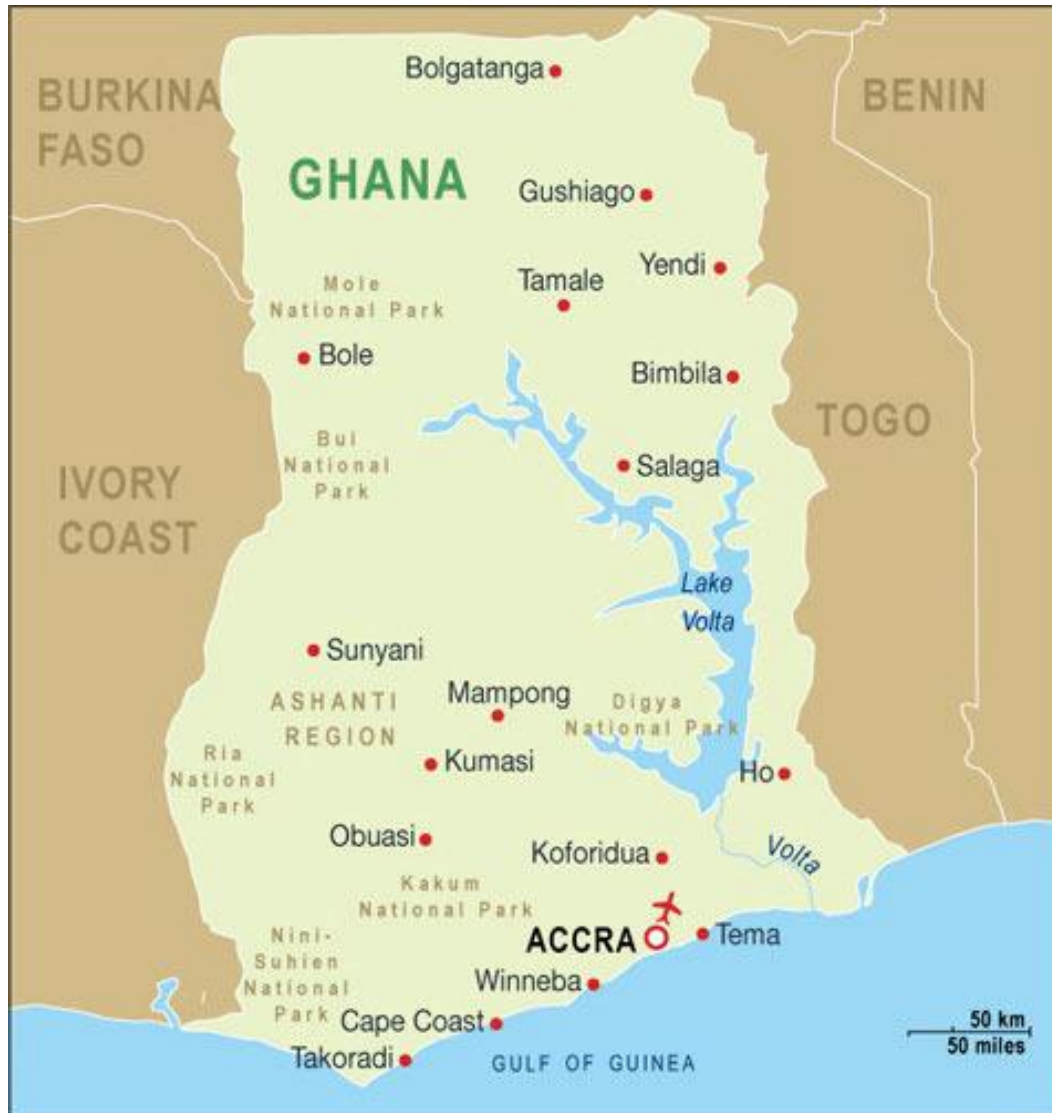 Bolgatanga
BURKINA
FASO
BENIN
GHANA
Gushiago
Yendi
Tamale
Mole
National Park
Bole
Bimbila
TOGO
Bui
National
Park
Salaga
IVORY
COAST
Lake
Volta
Sunyani
Mampong
Digya
National Park
ASHANTI
REGION
Ria
National
Park
Kumasi
Ho
Obuasi
Koforidua
Volta
Kakum
National Park
ACCRA
Tema
Nini-
Suhien
National
Park
Winneba
Cape Coast
50 km
50 miles
Takoradi
GULF OF GUINEA